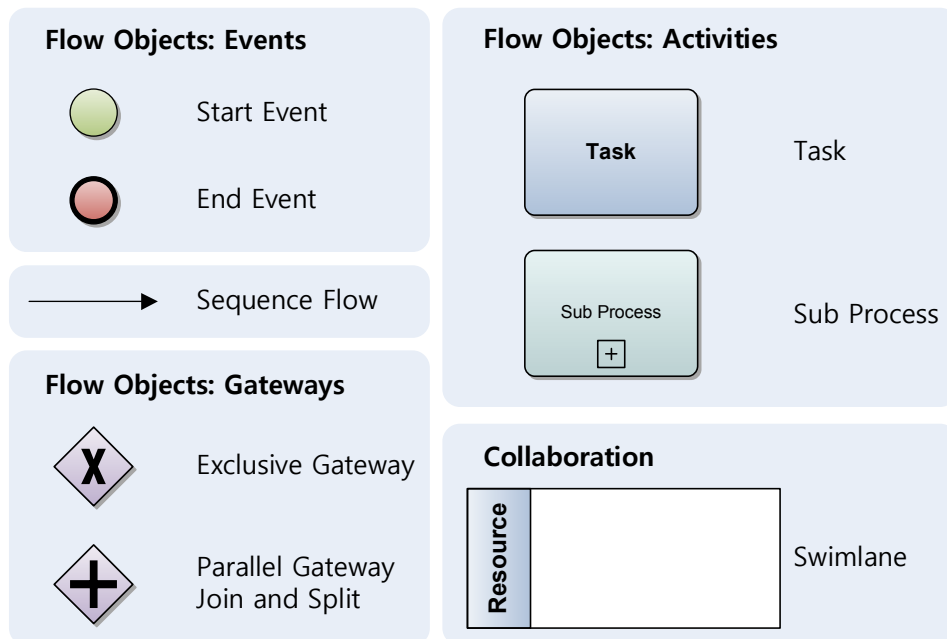 Flow Objects: Events
Start Event
End Event
Sequence Flow
Flow Objects: Gateways
X
Exclusive Gateway
Parallel Gateway
Join and Split
Flow Objects: Activities
Task
Task
Sub Process
+
Sub Process
Collaboration
Resource
Swimlane